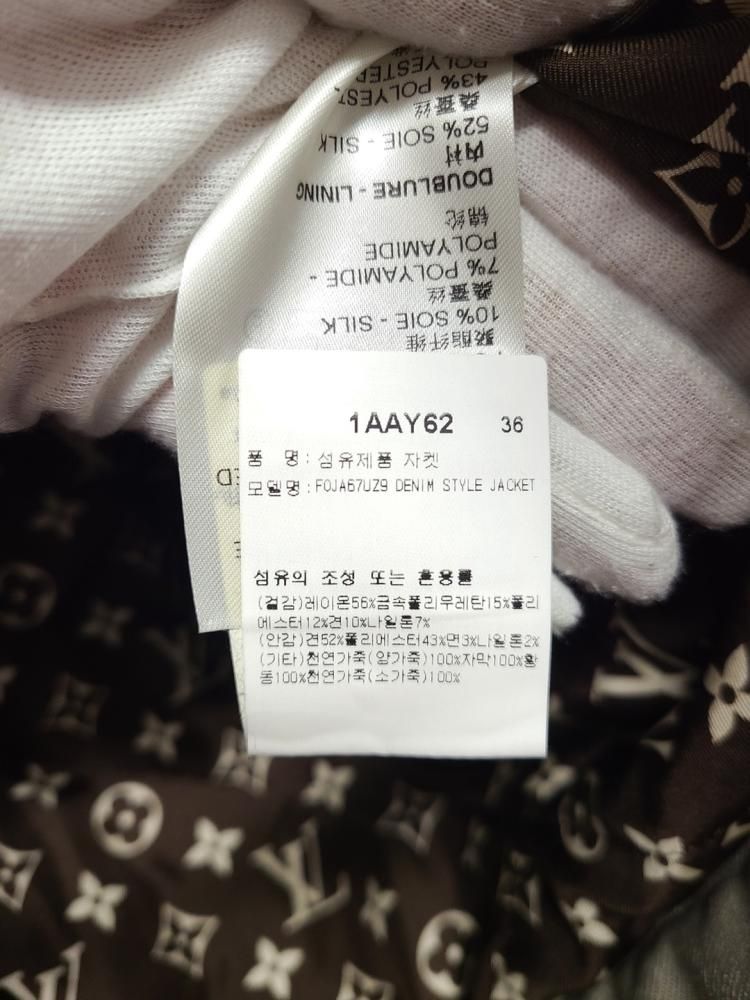 POLYESTER
43% POLYEST
桑蚕丝
52% SOIE - SILK
内衬
DOUBLURE - LINING
锦纶
POLYAMIDE
7% POLYAMIDE -
桑蚕丝
10% SOIE - SILK
聚酯纤维
1AAY62 36
품 명: 섬유제품 자켓
모델명: FOJA67UZ9 DENIM STYLE JACKET
섬유의 조성 또는 혼용률
(겉감)레이온56%금속폴리우레탄15%폴리
에스터12%견10%나일론7%
(안감)견52%폴리에스터43%면3%나일론2%
(기타)천연가죽(양가죽)100%자막100%황
동100%천연가죽(소가죽)100%